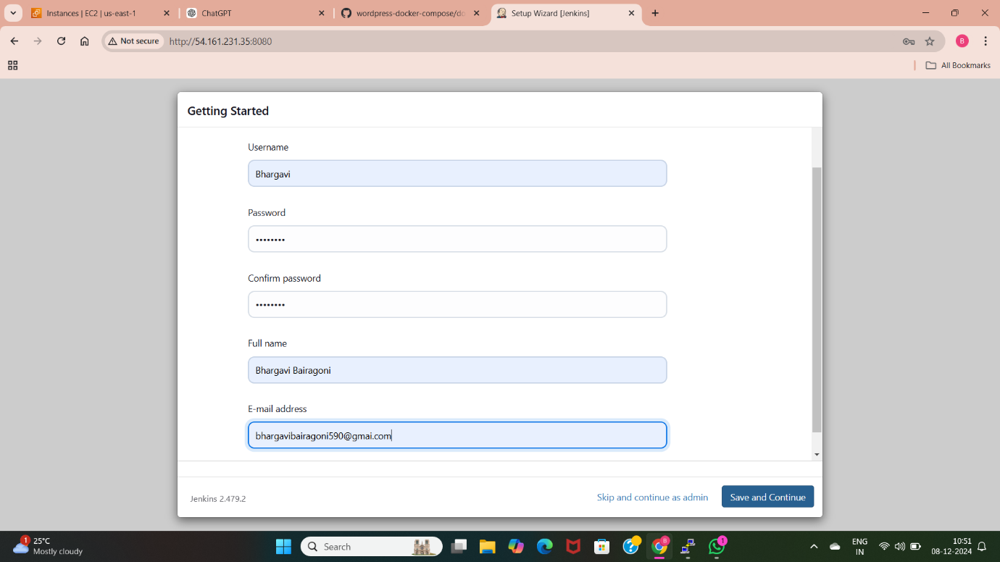 Instances | EC2 | us-east-1
ChatGPT
wordpress-docker-compose/do
Setup Wizard [Jenkins]
Not secure
http://54.161.231.35:8080
B
All Bookmarks
Getting Started
Username
Bhargavi
Password
••••••••
Confirm password
••••••••
Full name
Bhargavi Bairagoni
E-mail address
bhargavibairagoni590@gmai.com
Jenkins 2.479.2
Skip and continue as admin
Save and Continue
1
25°C
Mostly cloudy
Search
B
1
ENG
IN
10:51
08-12-2024